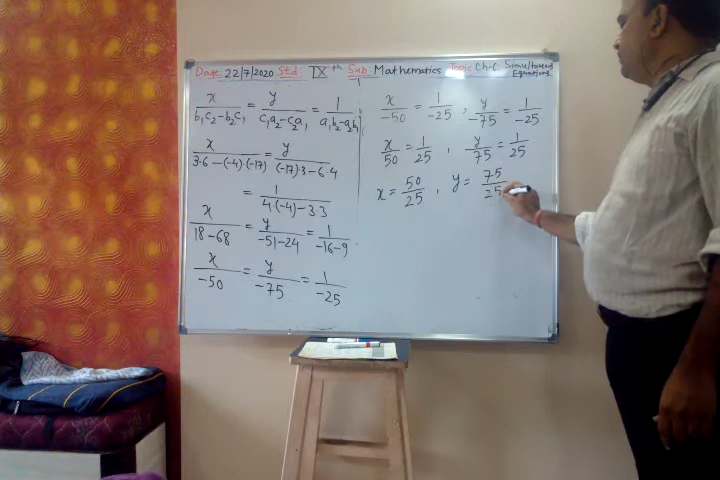 Date: 22/7/2020 Std: IXth Sub: Mathematics Topic Ch-6 Simultaneous Equations
x/(b₁c₂-b₂c₁) = y/(c₁a₂-c₂a₁) = 1/(a₁b₂-a₂b₁)
x/(3·6-(-4)·(-17)) = y/((-17)·3-6·4)
= 1/(4·(-4)-3·3)
x/(18-68) = y/(-51-24) = 1/(-16-9)
x/(-50) = y/(-75) = 1/(-25)
x/(-50) = 1/(-25) , y/(-75) = 1/(-25)
x/50 = 1/25 , y/75 = 1/25
x = 50/25 , y = 75/25